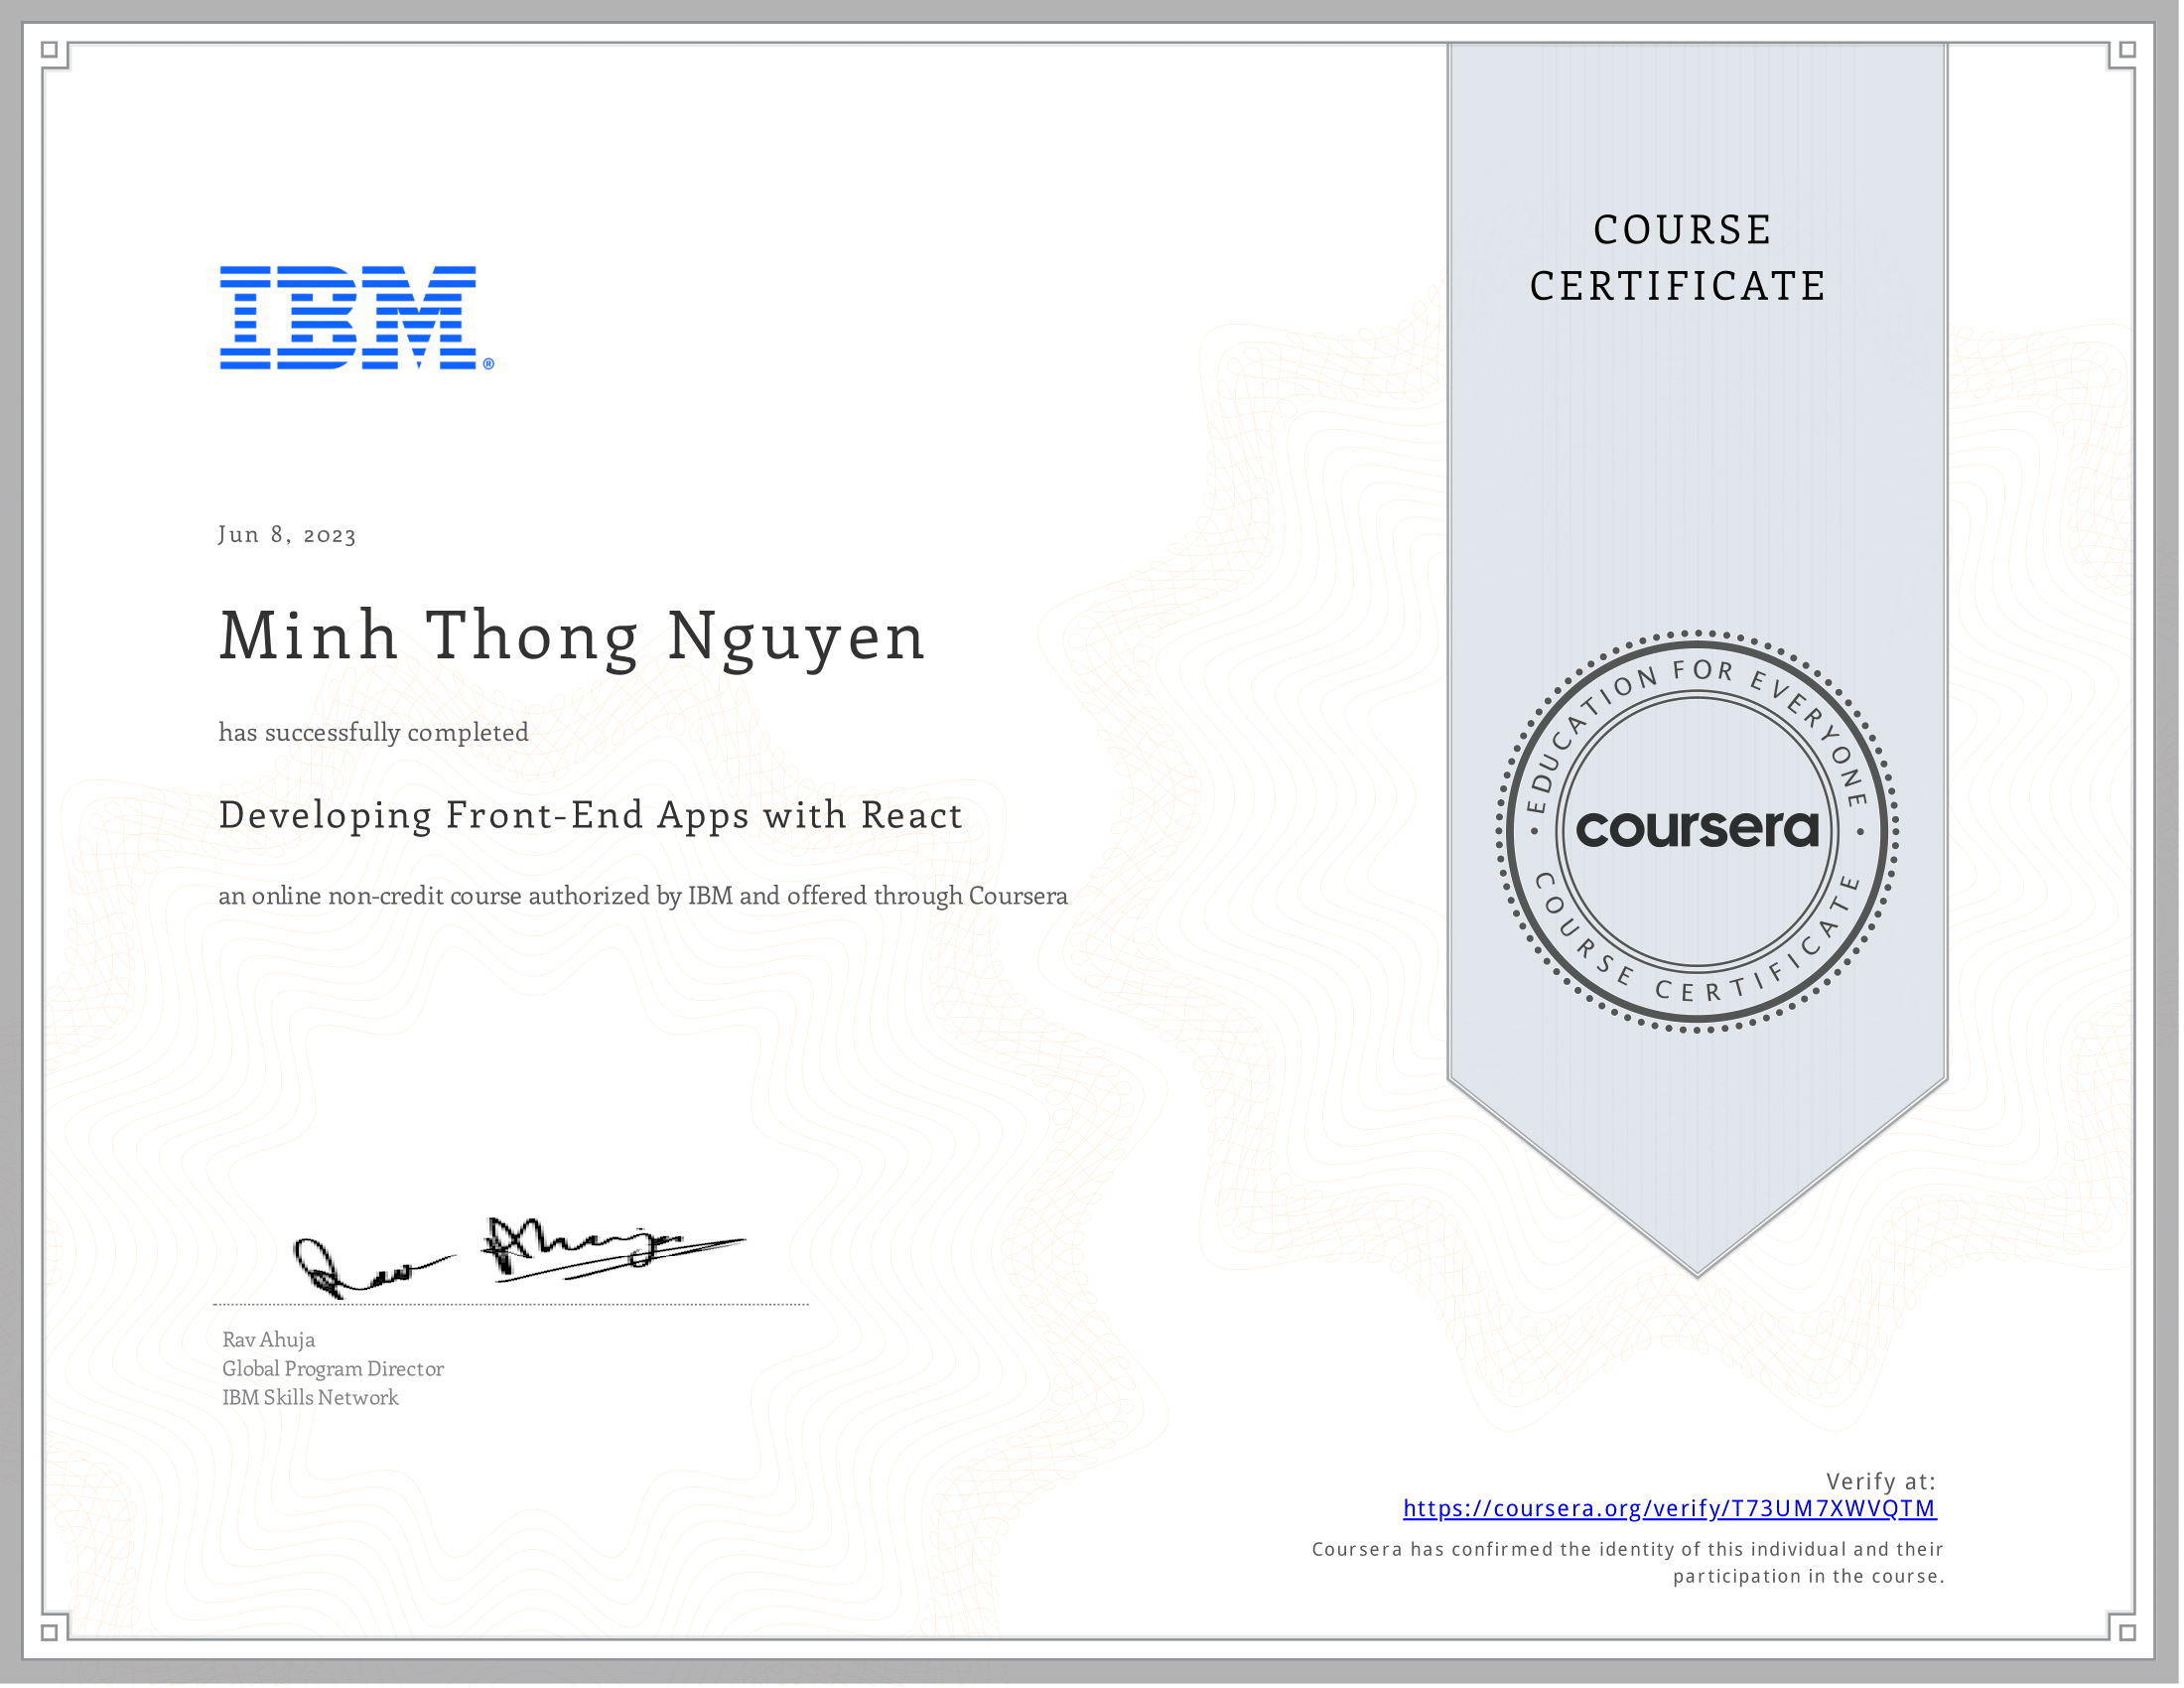 COURSE
CERTIFICATE
IBM®
Jun 8, 2023
Minh Thong Nguyen
has successfully completed
Developing Front-End Apps with React
an online non-credit course authorized by IBM and offered through Coursera
EDUCATION FOR EVERYONE
coursera
COURSE CERTIFICATE
Rav Ahuja
Rav Ahuja
Global Program Director
IBM Skills Network
Verify at:
https://coursera.org/verify/T73UM7XWVQTM
Coursera has confirmed the identity of this individual and their
participation in the course.